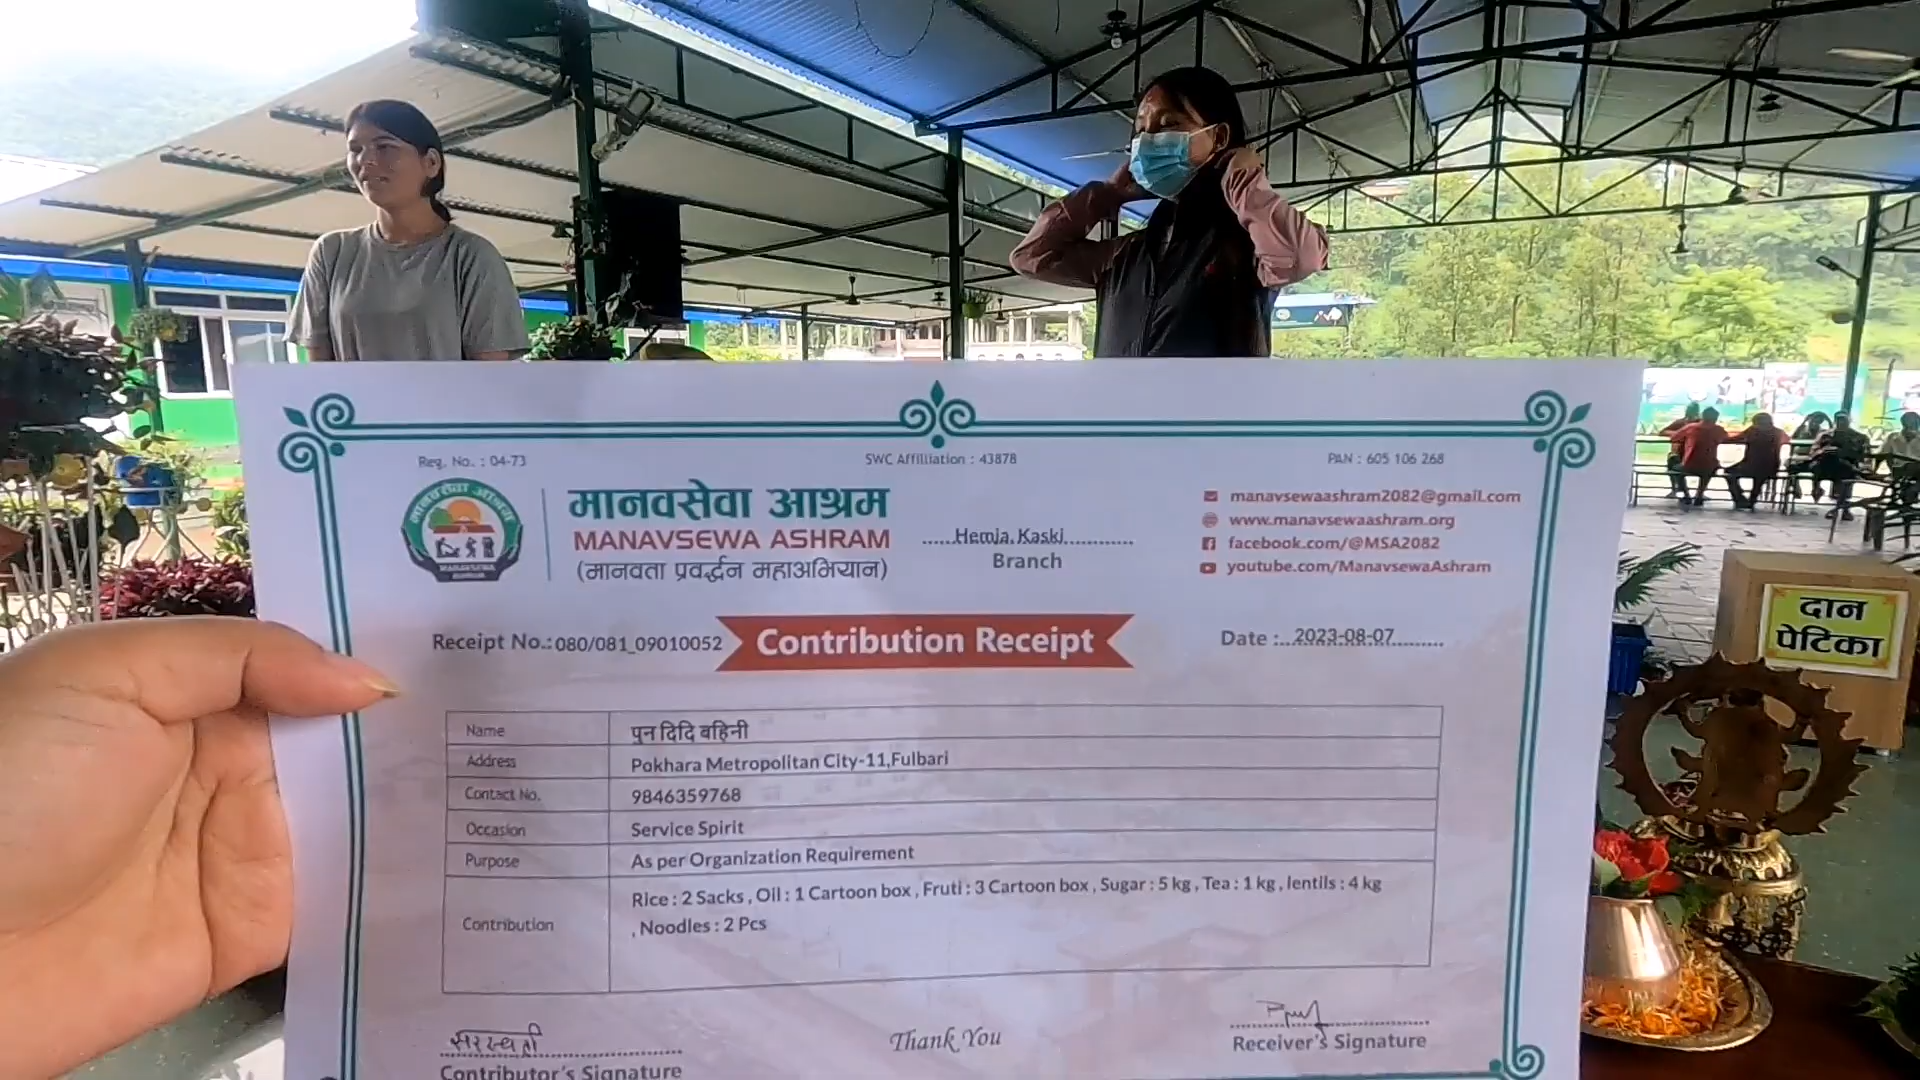 Reg. No. : 04-73
SWC Affilliation : 43878
PAN : 605 106 268
मानवसेवा आश्रम
MANAVSEWA ASHRAM
MANAVSEWA ASHRAM
(मानवता प्रवर्द्धन महाअभियान)
Hemja, Kaski
Branch
manavsewaashram2082@gmail.com
www.manavsewaashram.org
facebook.com/@MSA2082
youtube.com/ManavsewaAshram
Receipt No.: 080/081_09010052
Contribution Receipt
Date : 2023-08-07
Name पुन दिदि बहिनी
Address Pokhara Metropolitan City-11,Fulbari
Contact No. 9846359768
Occasion Service Spirit
Purpose As per Organization Requirement
Contribution Rice : 2 Sacks , Oil : 1 Cartoon box , Fruti : 3 Cartoon box , Sugar : 5 kg , Tea : 1 kg , lentils : 4 kg
, Noodles : 2 Pcs
सरस्वती
Contributor's Signature
Thank You
Receiver's Signature
दान
पेटिका